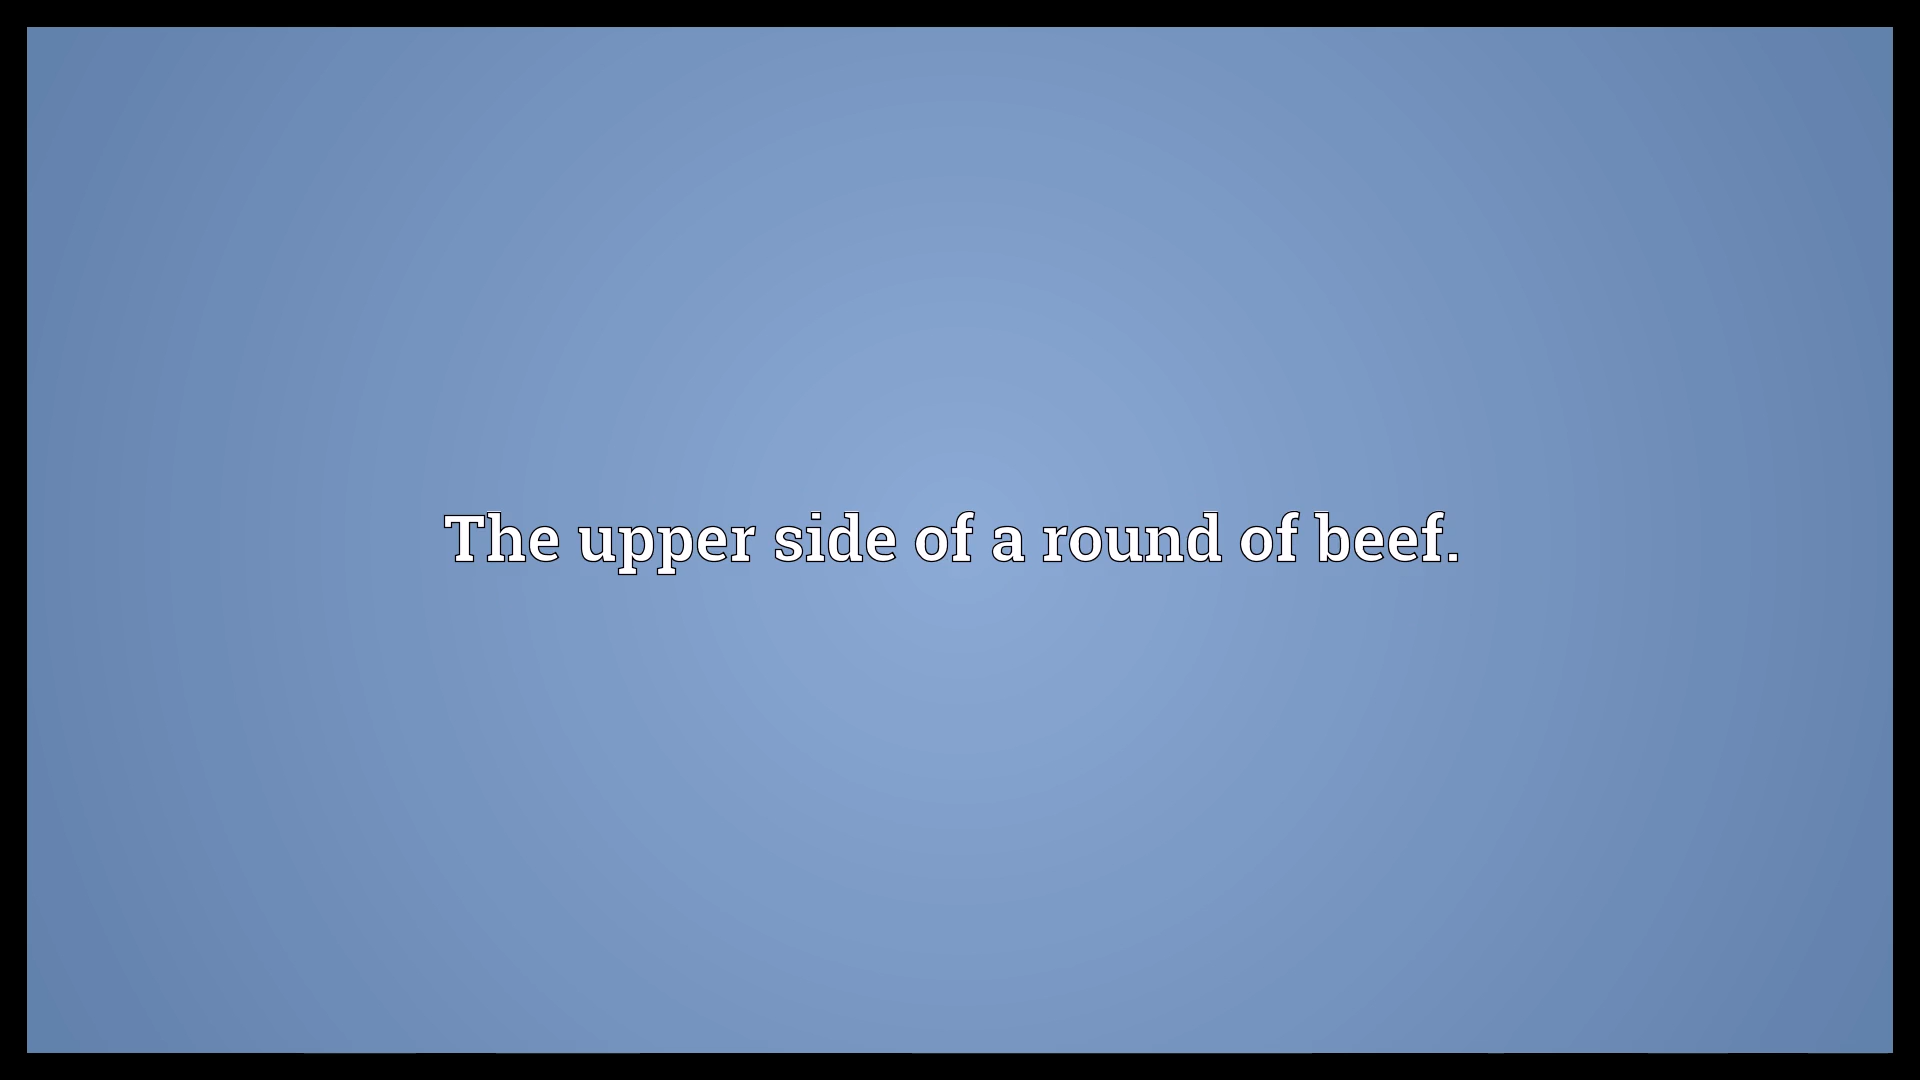 The upper side of a round of beef.